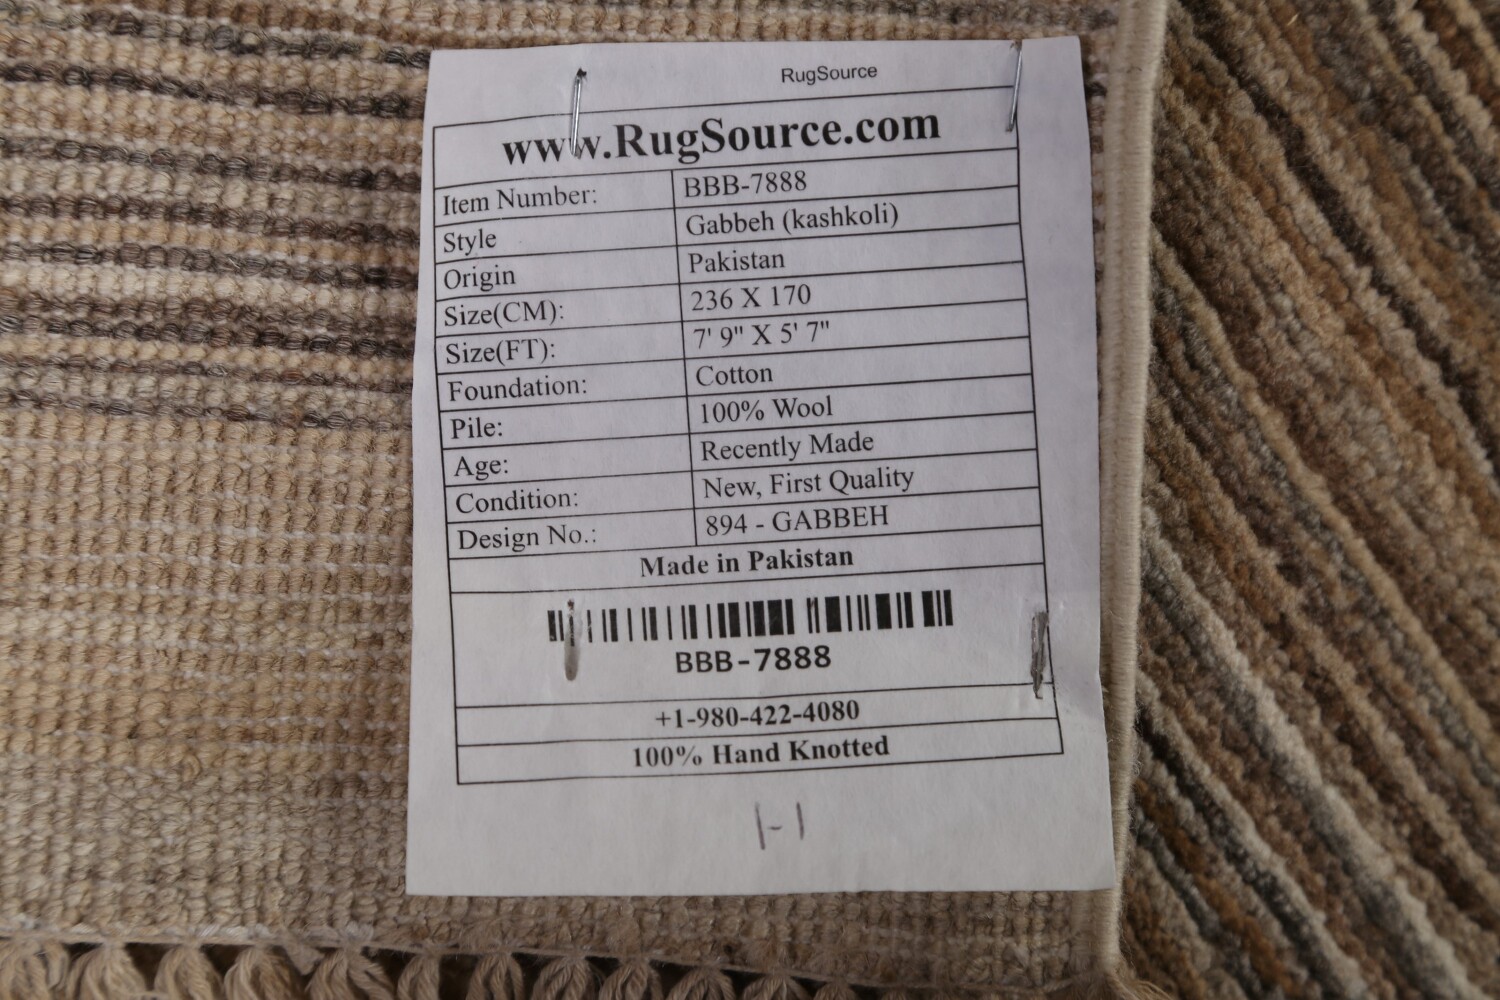 RugSource
www.RugSource.com
Item Number: BBB-7888
Style Gabbeh (kashkoli)
Origin Pakistan
Size(CM): 236 X 170
Size(FT): 7' 9" X 5' 7"
Foundation: Cotton
Pile: 100% Wool
Age: Recently Made
Condition: New, First Quality
Design No.: 894 - GABBEH
Made in Pakistan
BBB-7888
+1-980-422-4080
100% Hand Knotted
1-1